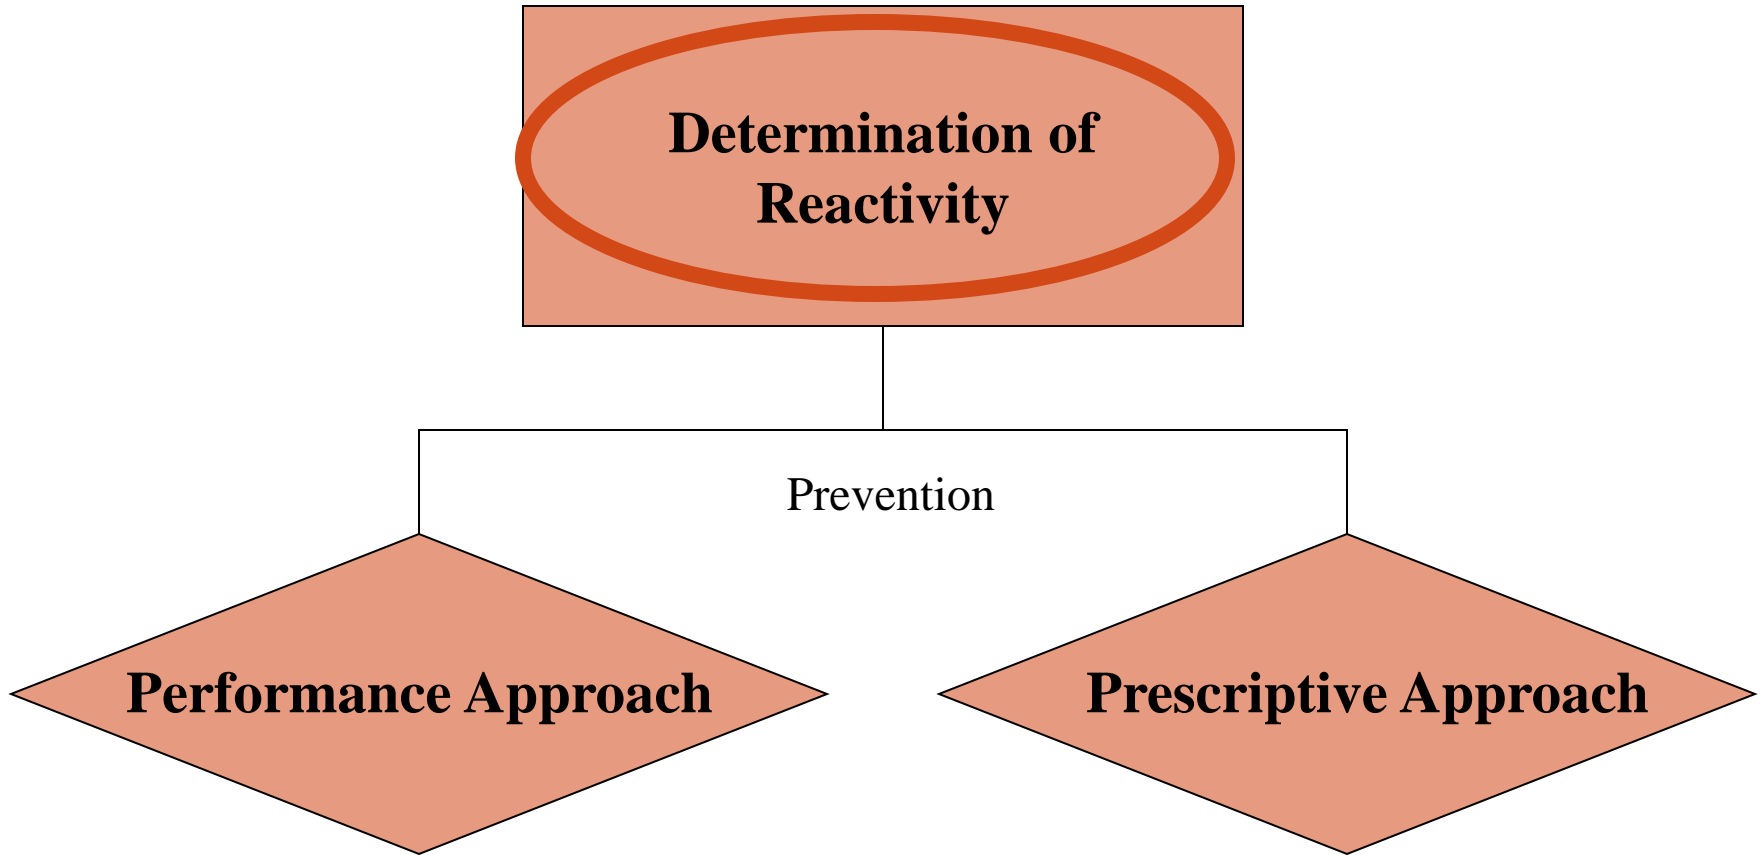 Determination of
Reactivity
Prevention
Performance Approach
Prescriptive Approach